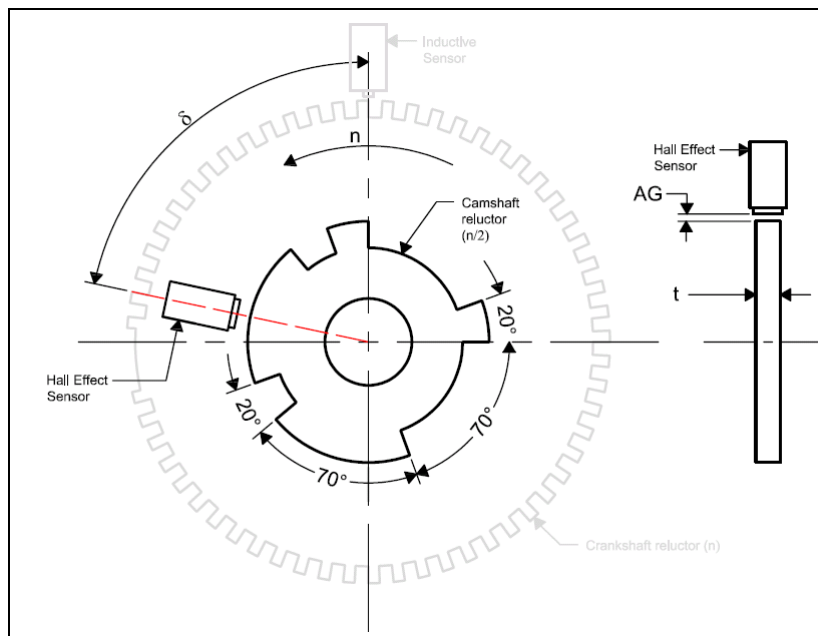 Inductive
Sensor
δ
n
Hall Effect
Sensor
AG
Camshaft
reluctor
(n/2)
t
20°
Hall Effect
Sensor
20°
70°
70°
Crankshaft reluctor (n)